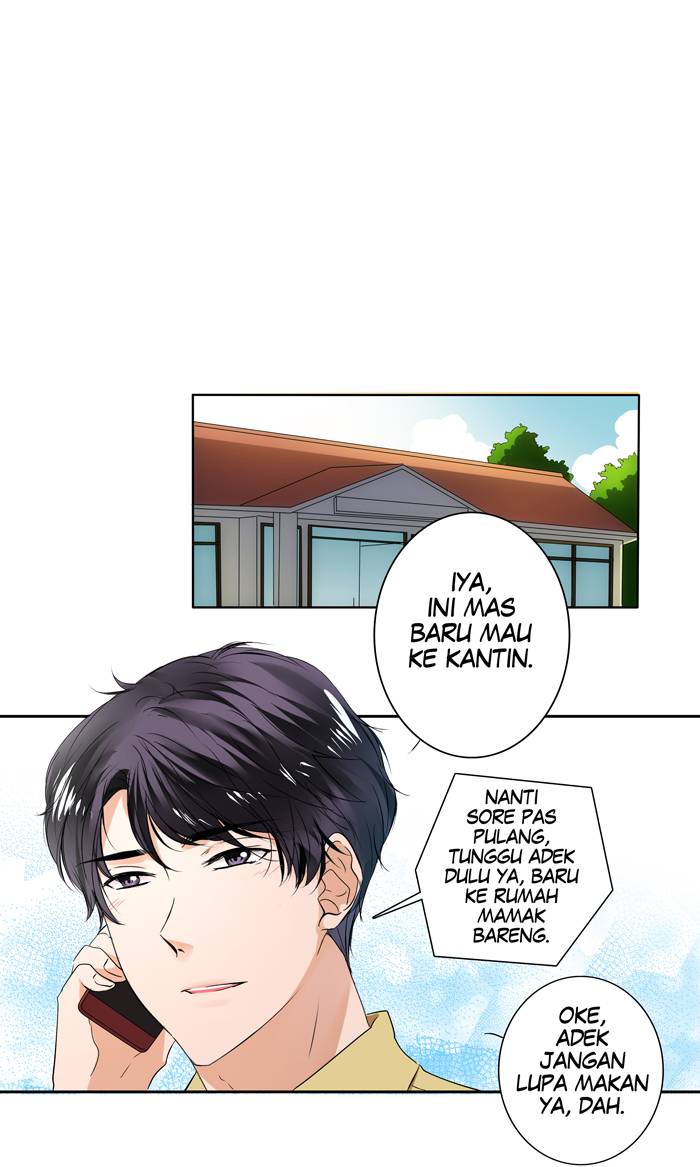 IYA,
INI MAS
BARU MAU
KE KANTIN.
NANTI
SORE PAS
PULANG,
TUNGGU ADEK
DULU YA, BARU
KE RUMAH
MAMAK
BARENG.
OKE,
ADEK
JANGAN
LUPA MAKAN
YA, DAH.